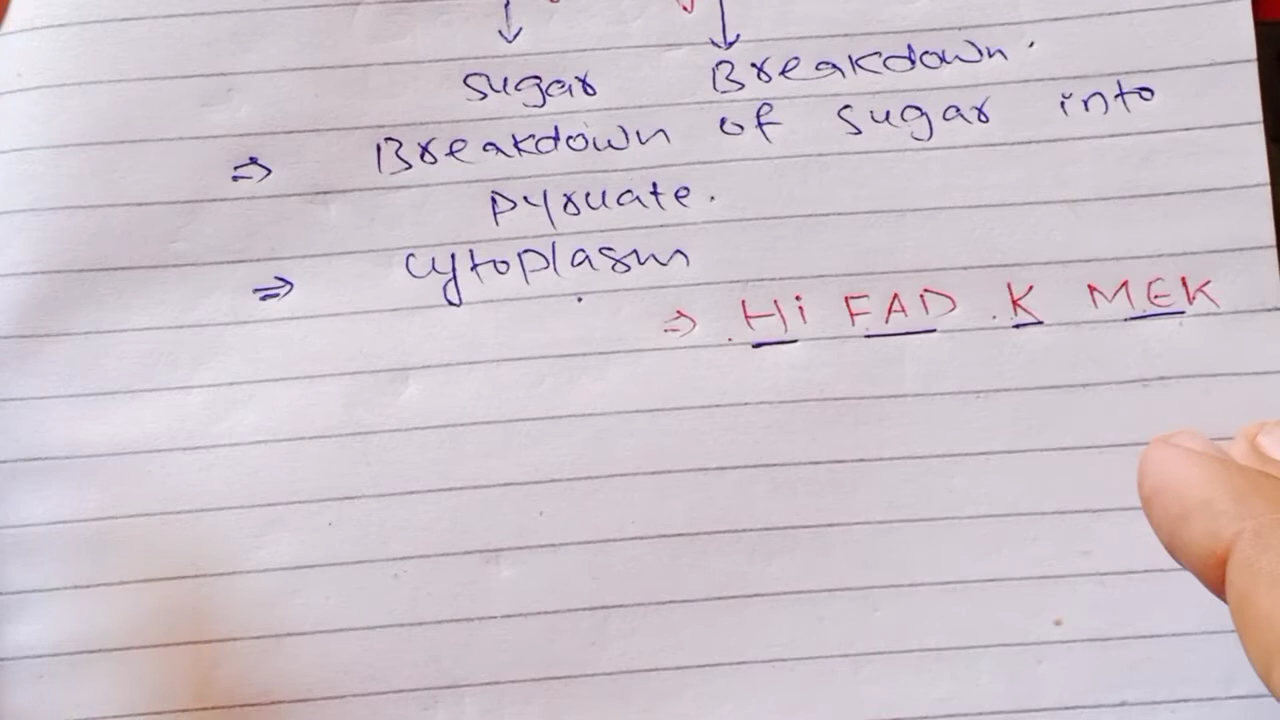 Sugar Breakdown.
⇒ Breakdown of sugar into
pyruate.
⇒ cytoplasm
⇒ Hi FAD K MEK